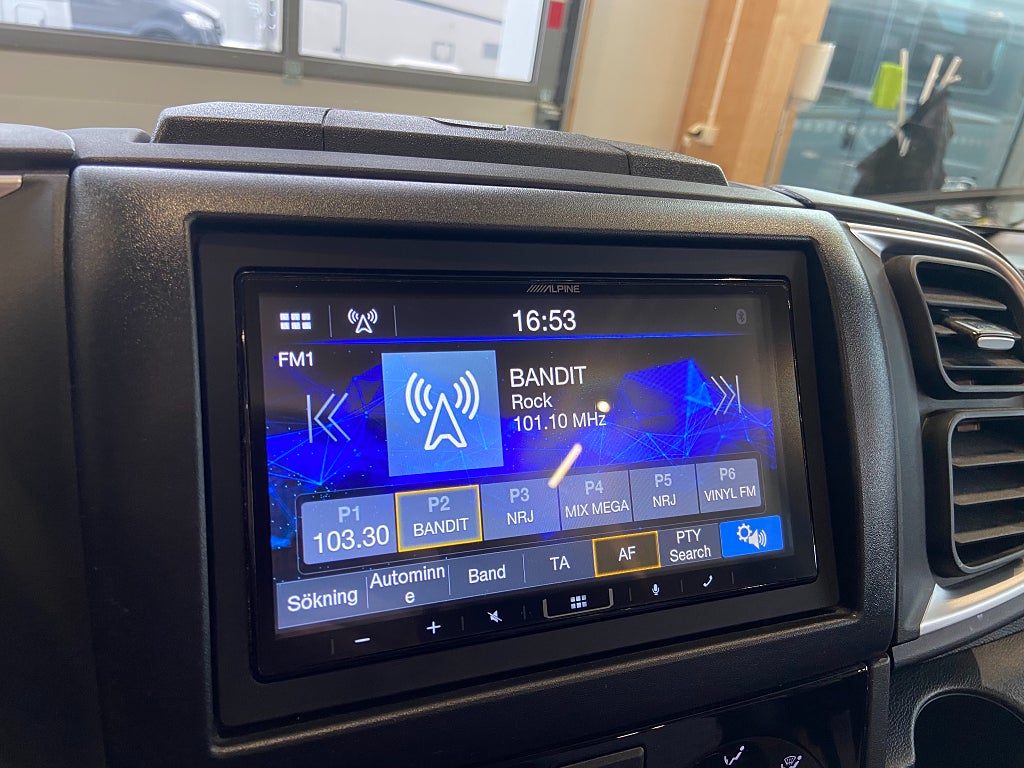 ALPINE
16:53
FM1
BANDIT
Rock
101.10 MHz
P1
103.30
P2
BANDIT
P3
NRJ
P4
MIX MEGA
P5
NRJ
P6
VINYL FM
Sökning
Autominn
e
Band
TA
AF
PTY
Search